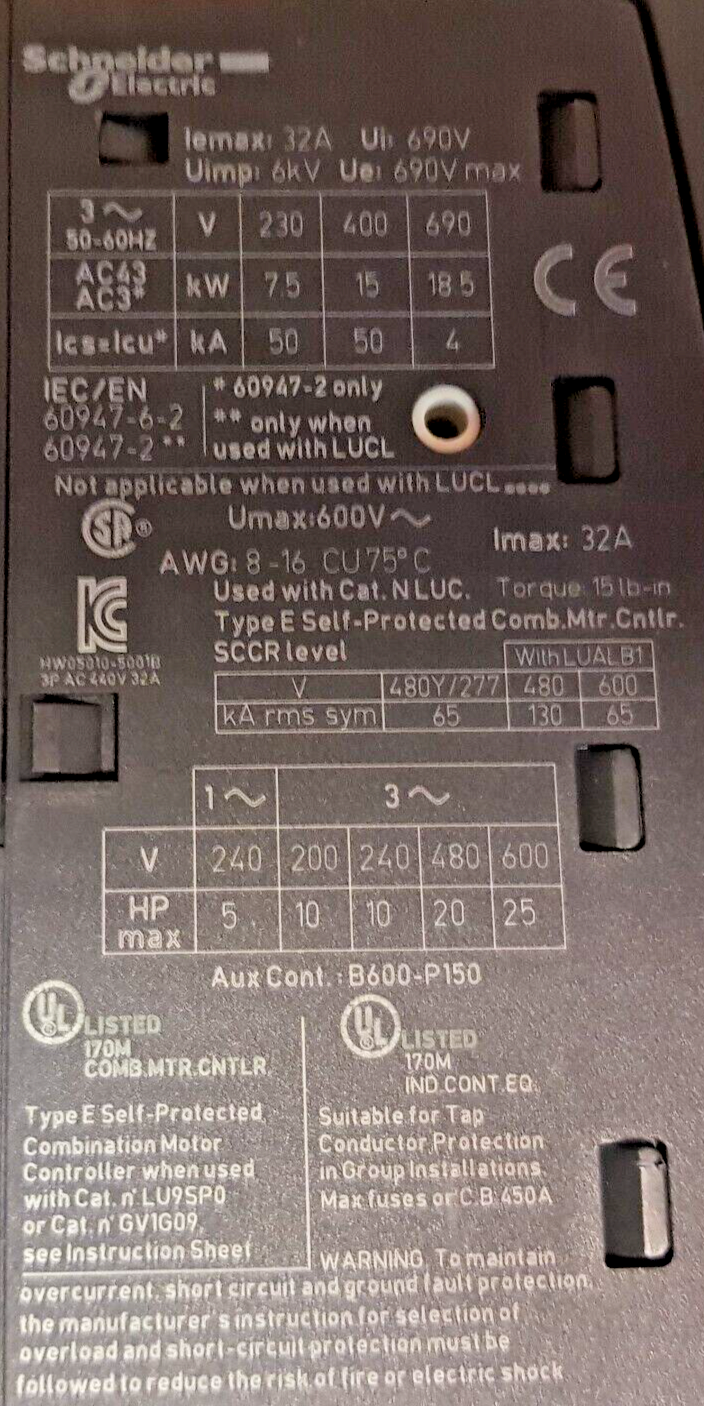 Schneider
Electric
Iemax: 32A Ui: 690V
Uimp: 6kV Ue: 690V max
3 ~ 50-60HZ V 230 400 690
AC43 AC3* kW 7.5 15 18.5
Ics=Icu* kA 50 50 4
IEC/EN * 60947-2 only
60947-6-2 ** only when
60947-2** used with LUCL
Not applicable when used with LUCL....
SA ® Umax:600V~ Imax: 32A
AWG: 8-16 CU 75°C
Used with Cat. N LUC. Torque 15 lb-in
Type E Self-Protected Comb.Mtr.Cntlr.
SCCR level With LUALB1
HW05010-5001B
3P AC 440V 32A
V 480Y/277 480 600
kA rms sym 65 130 65
CE
KC
1~ 3~
V 240 200 240 480 600
HP max 5 10 10 20 25
Aux Cont.: B600-P150
UL LISTED
170M
COMB.MTR.CNTLR.
Type E Self-Protected
Combination Motor
Controller when used
with Cat. n° LU9SP0
or Cat. n° GV1G09,
see Instruction Sheet
UL LISTED
170M
IND.CONT.EQ.
Suitable for Tap
Conductor Protection
in Group Installations.
Max fuses or C.B 450A
WARNING. To maintain
overcurrent, short circuit and ground fault protection,
the manufacturer's instruction for selection of
overload and short-circuit protection must be
followed to reduce the risk of fire or electric shock